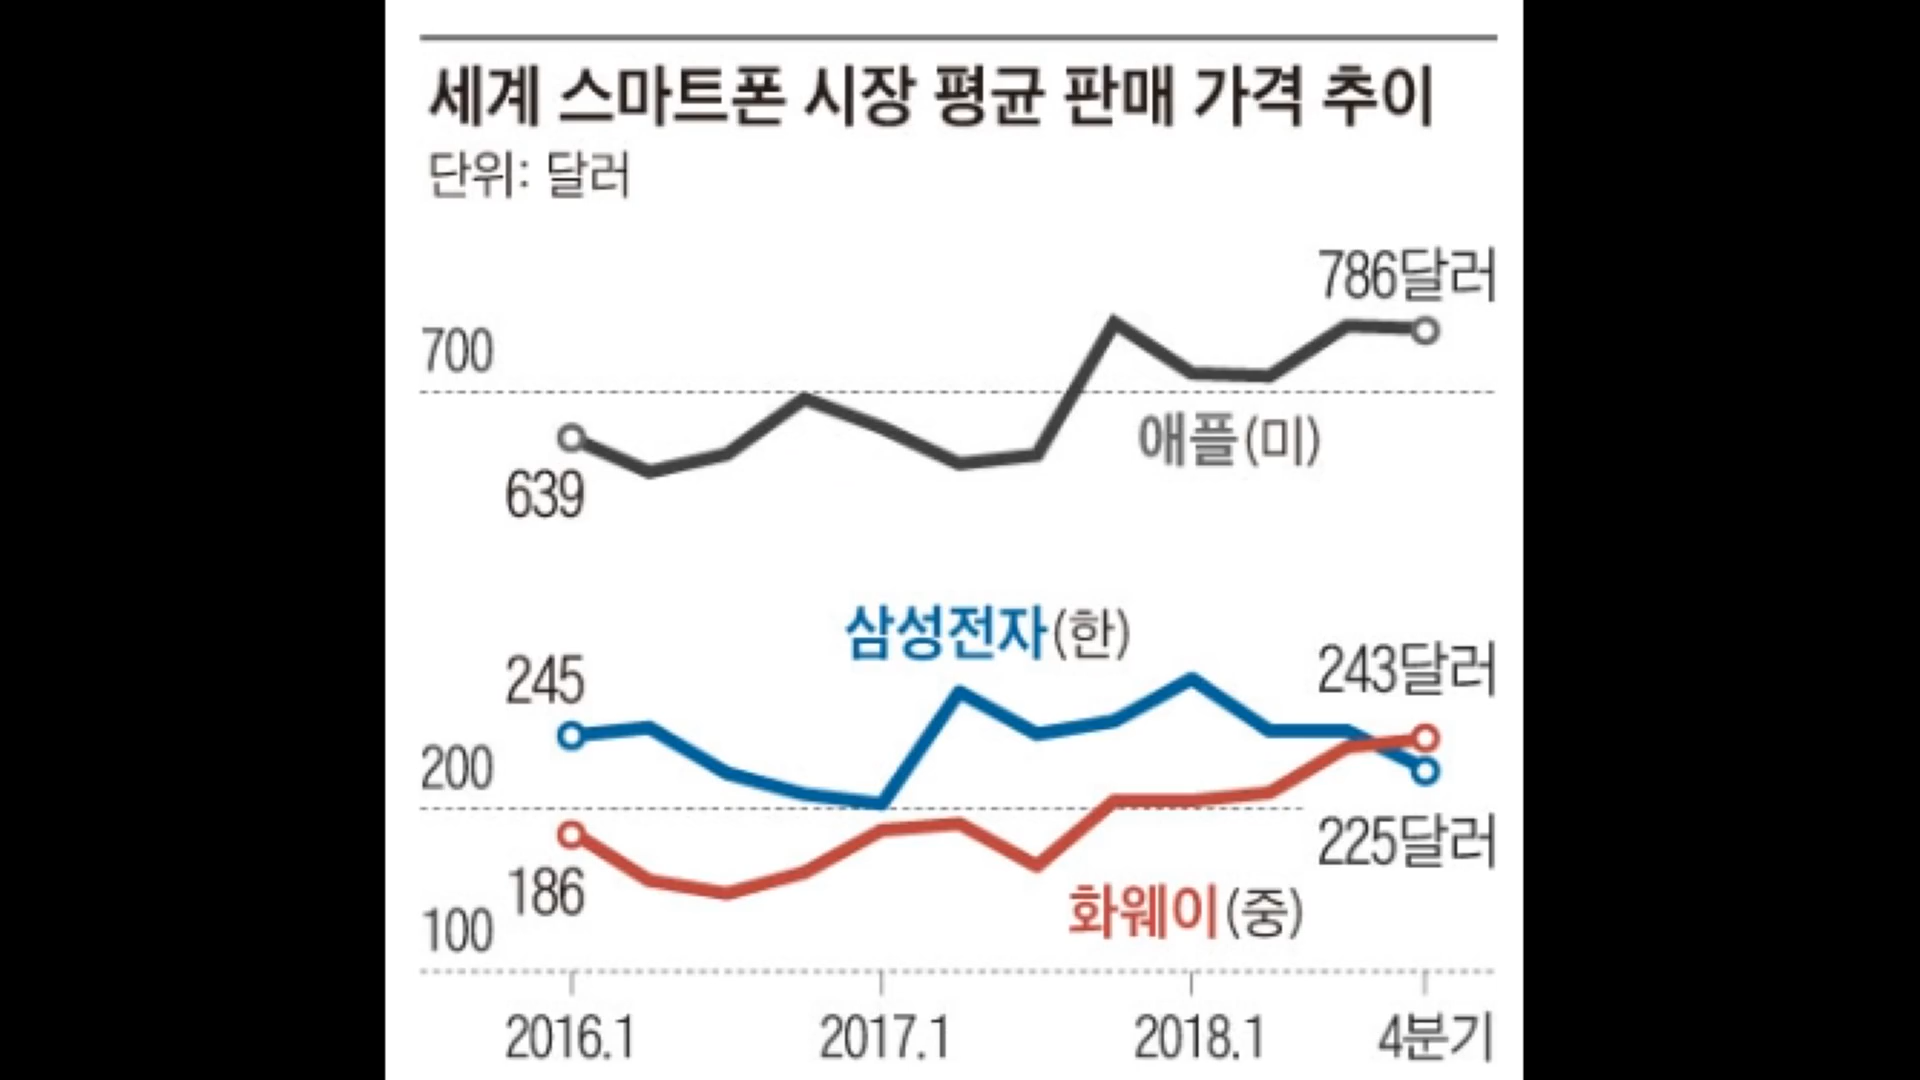 세계 스마트폰 시장 평균 판매 가격 추이
단위: 달러
786달러
700
애플(미)
639
삼성전자(한)
245
243달러
200
225달러
186
화웨이(중)
100
2016.1 2017.1 2018.1 4분기